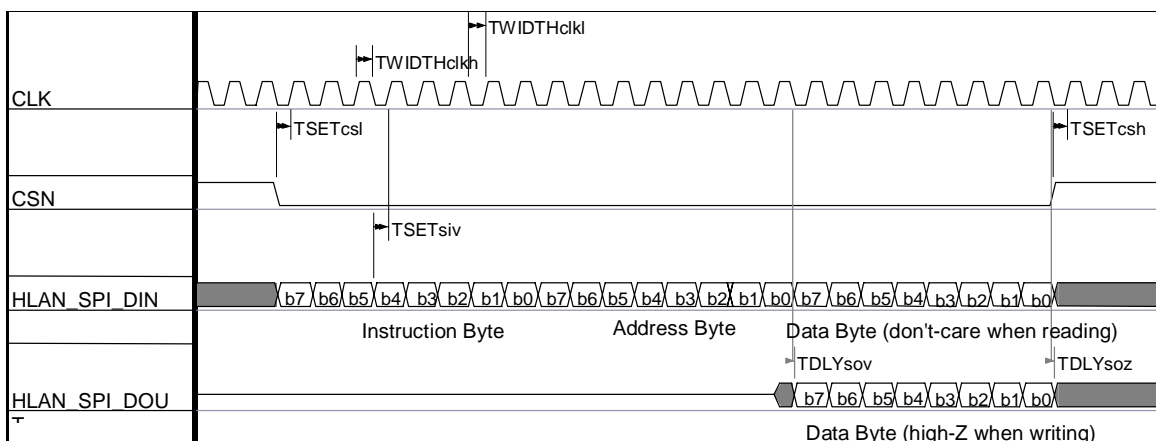 TWIDTHclkl
TWIDTHclkh
CLK
TSETcsl
TSETcsh
CSN
TSETsiv
HLAN_SPI_DIN
b7 b6 b5 b4 b3 b2 b1 b0 b7 b6 b5 b4 b3 b2 b1 b0 b7 b6 b5 b4 b3 b2 b1 b0
Instruction Byte Address Byte Data Byte (don't-care when reading)
TDLYsov TDLYsoz
HLAN_SPI_DOU
b7 b6 b5 b4 b3 b2 b1 b0
Data Byte (high-Z when writing)